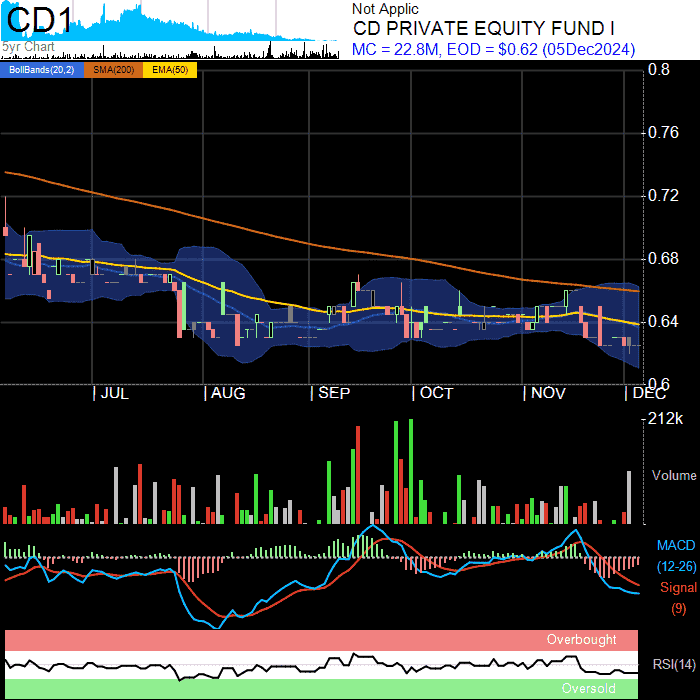 CD1
5yr Chart
Not Applic
CD PRIVATE EQUITY FUND I
MC = 22.8M, EOD = $0.62 (05Dec2024)
BollBands(20,2) SMA(200) EMA(50)
0.8
0.76
0.72
0.68
0.64
0.6
JUL AUG SEP OCT NOV DEC
212k
Volume
MACD
(12-26)
Signal
(9)
Overbought
RSI(14)
Oversold